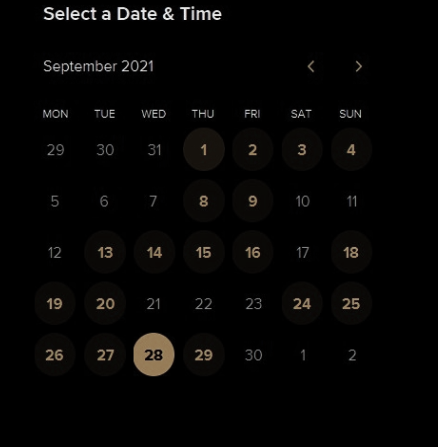 Select a Date & Time
September 2021
MON TUE WED THU FRI SAT SUN
29 30 31 1 2 3 4
5 6 7 8 9 10 11
12 13 14 15 16 17 18
19 20 21 22 23 24 25
26 27 28 29 30 1 2